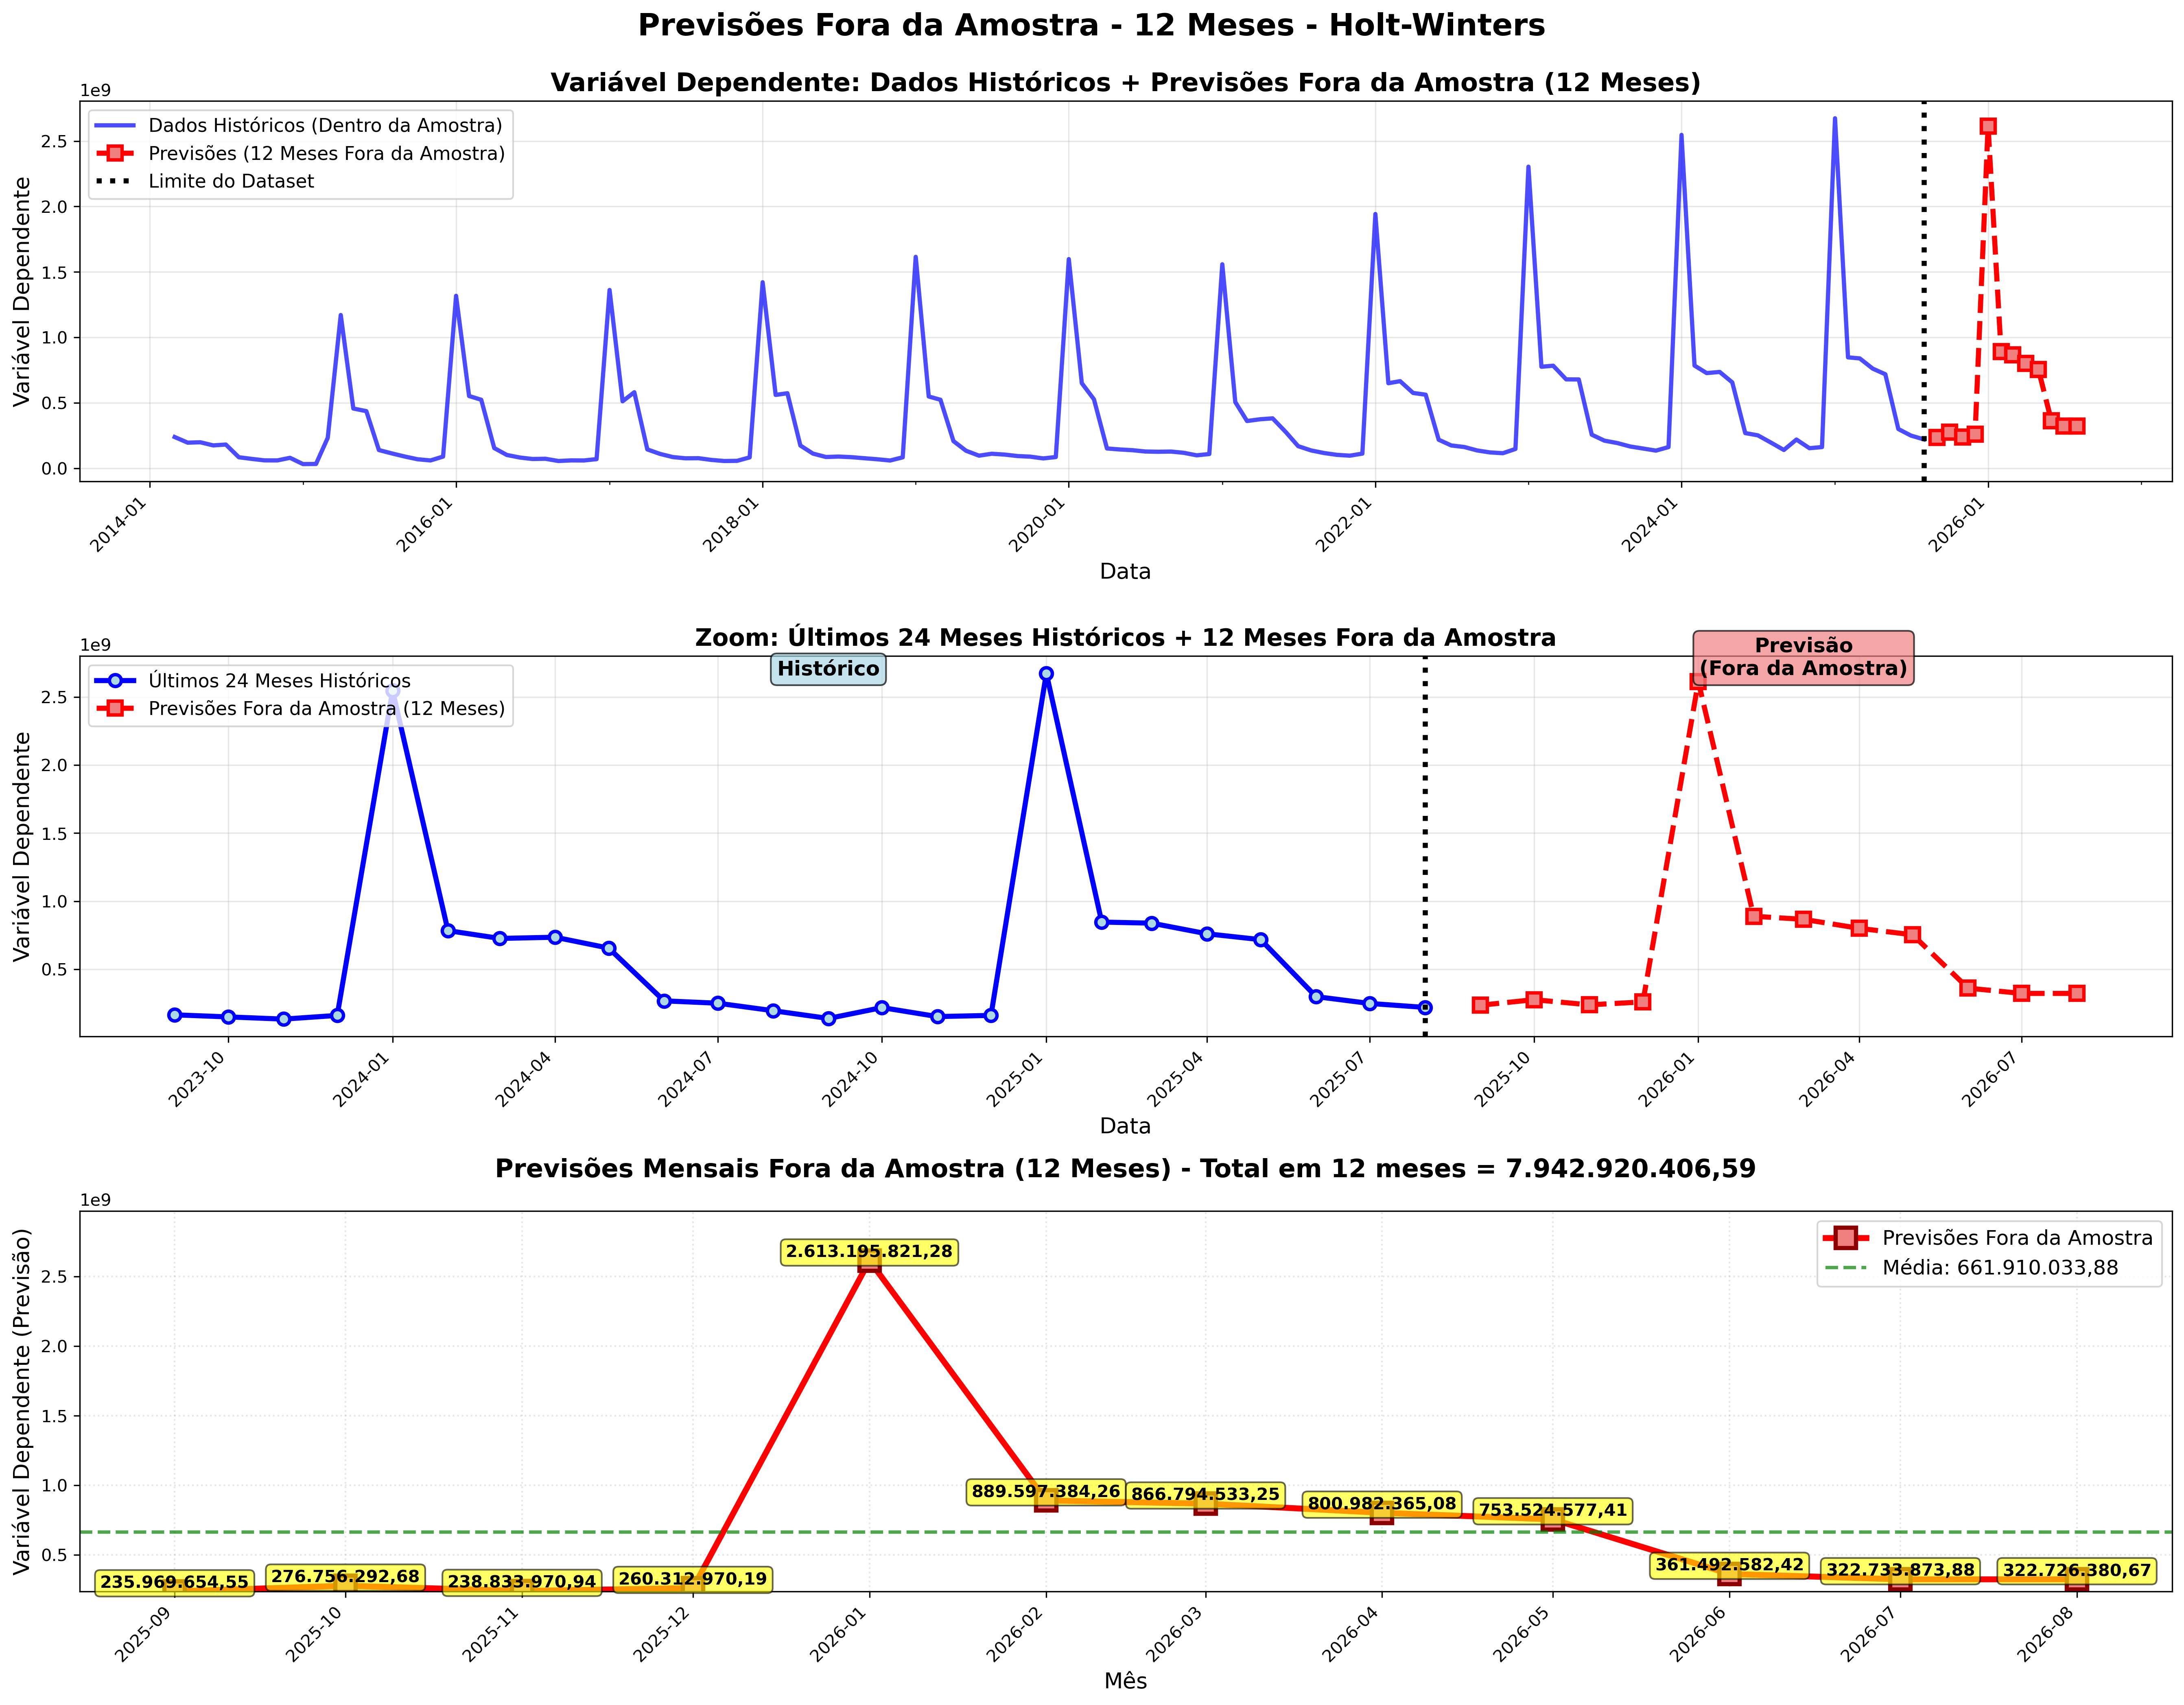 Previsões Fora da Amostra - 12 Meses - Holt-Winters
Variável Dependente: Dados Históricos + Previsões Fora da Amostra (12 Meses)
1e9
Dados Históricos (Dentro da Amostra)
Previsões (12 Meses Fora da Amostra)
Limite do Dataset
Variável Dependente
2.5
2.0
1.5
1.0
0.5
0.0
2014-01
2016-01
2018-01
2020-01
2022-01
2024-01
2026-01
Data
Zoom: Últimos 24 Meses Históricos + 12 Meses Fora da Amostra
1e9
Últimos 24 Meses Históricos
Previsões Fora da Amostra (12 Meses)
Histórico
Previsão
(Fora da Amostra)
Variável Dependente
2.5
2.0
1.5
1.0
0.5
2023-10
2024-01
2024-04
2024-07
2024-10
2025-01
2025-04
2025-07
2025-10
2026-01
2026-04
2026-07
Data
Previsões Mensais Fora da Amostra (12 Meses) - Total em 12 meses = 7.942.920.406,59
1e9
Previsões Fora da Amostra
Média: 661.910.033,88
Variável Dependente (Previsão)
2.5
2.0
1.5
1.0
0.5
235.969.654,55
276.756.292,68
238.833.970,94
260.312.970,19
2.613.195.821,28
889.597.384,26
866.794.533,25
800.982.365,08
753.524.577,41
361.492.582,42
322.733.873,88
322.726.380,67
2025-09
2025-10
2025-11
2025-12
2026-01
2026-02
2026-03
2026-04
2026-05
2026-06
2026-07
2026-08
Mês